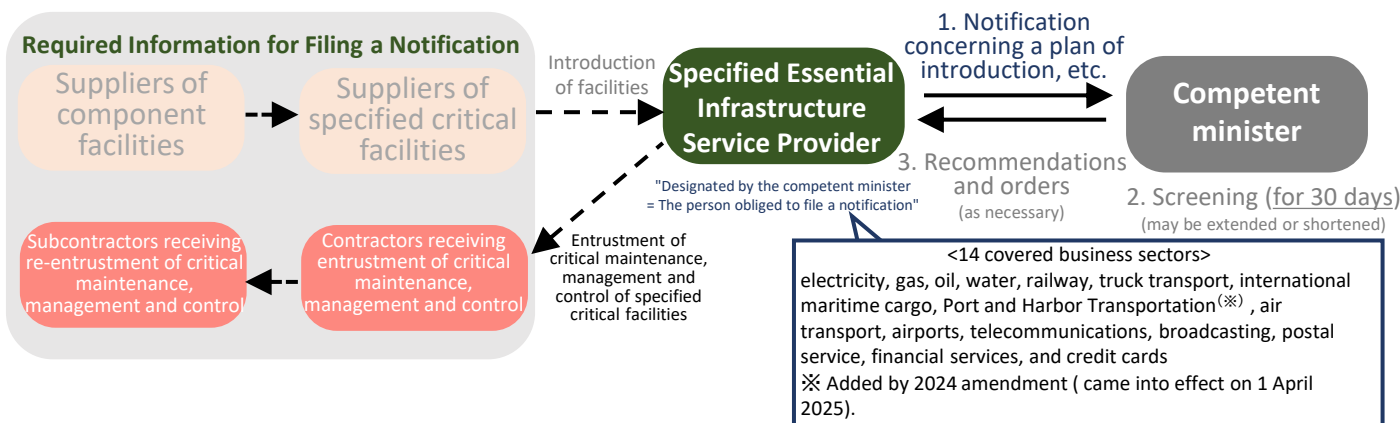 Required Information for Filing a Notification
Suppliers of
component
facilities
Suppliers of
specified critical
facilities
Introduction
of facilities
Specified Essential
Infrastructure
Service Provider
1. Notification
concerning a plan of
introduction, etc.
Competent
minister
3. Recommendations
and orders
(as necessary)
2. Screening (for 30 days)
(may be extended or shortened)
"Designated by the competent minister
= The person obliged to file a notification"
Subcontractors receiving
re-entrustment of critical
maintenance,
management and control
Contractors receiving
entrustment of critical
maintenance,
management and control
Entrustment of
critical maintenance,
management and
control of specified
critical facilities
<14 covered business sectors>
electricity, gas, oil, water, railway, truck transport, international
maritime cargo, Port and Harbor Transportation(※) , air
transport, airports, telecommunications, broadcasting, postal
service, financial services, and credit cards
※ Added by 2024 amendment ( came into effect on 1 April
2025).